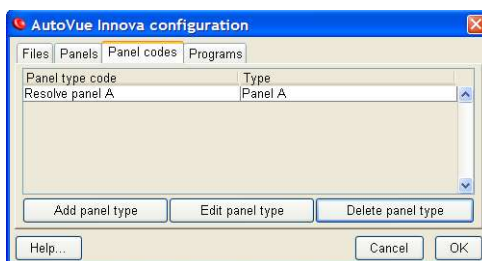 AutoVue Innova configuration
Files Panels Panel codes Programs
Panel type code Type
Resolve panel A Panel A
Add panel type Edit panel type Delete panel type
Help... Cancel OK